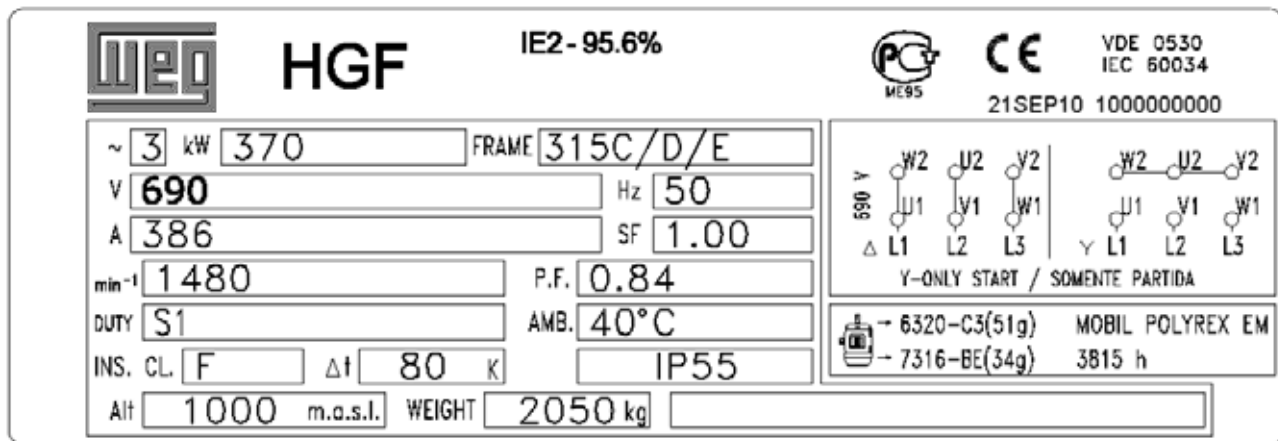 WEG HGF IE2-95.6%
PCT
ME95
CE
VDE 0530
IEC 60034
21SEP10 1000000000
~ 3 kW 370 FRAME 315C/D/E
V 690 Hz 50
A 386 SF 1.00
min⁻¹ 1480 P.F. 0.84
DUTY S1 AMB. 40°C
INS. CL. F Δt 80 K IP55
Alt 1000 m.a.s.l. WEIGHT 2050 kg
690 V
W2 U2 V2 W2 U2 V2
U1 V1 W1 U1 V1 W1
Δ L1 L2 L3 Y L1 L2 L3
Y-ONLY START / SOMENTE PARTIDA
6320-C3(51g) MOBIL POLYREX EM
7316-BE(34g) 3815 h